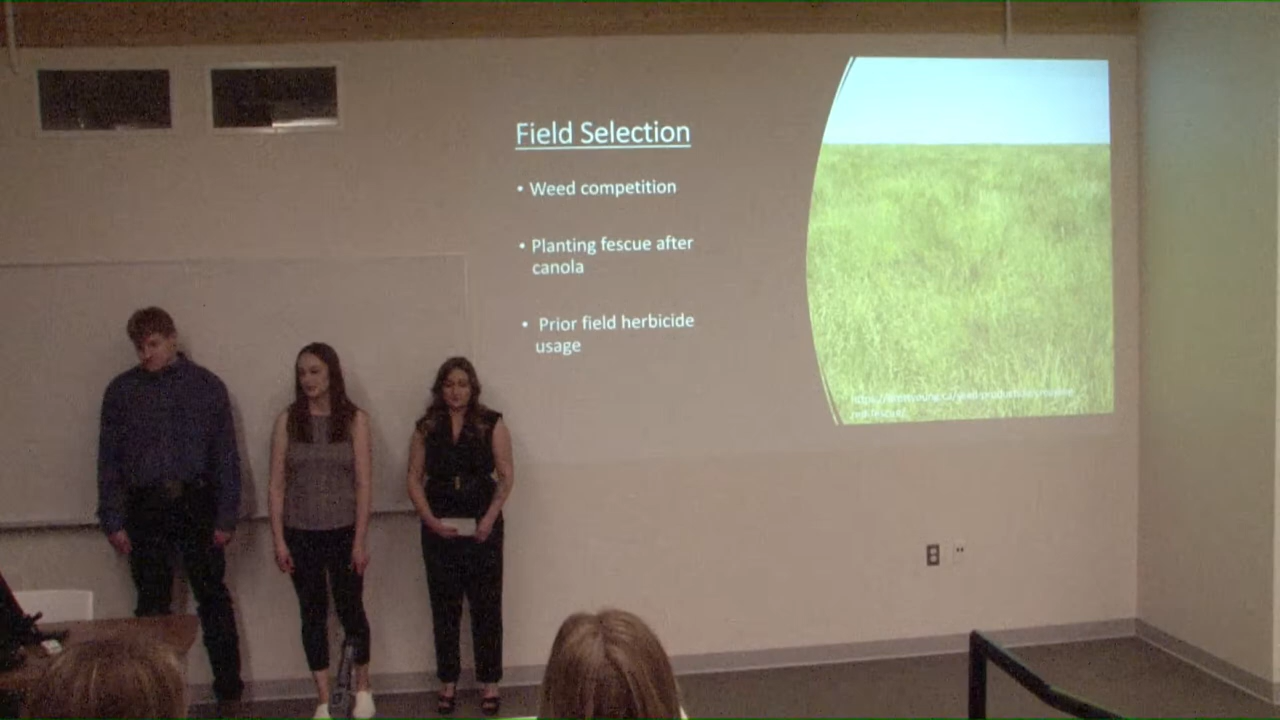 Field Selection
• Weed competition
• Planting fescue after
canola
• Prior field herbicide
usage